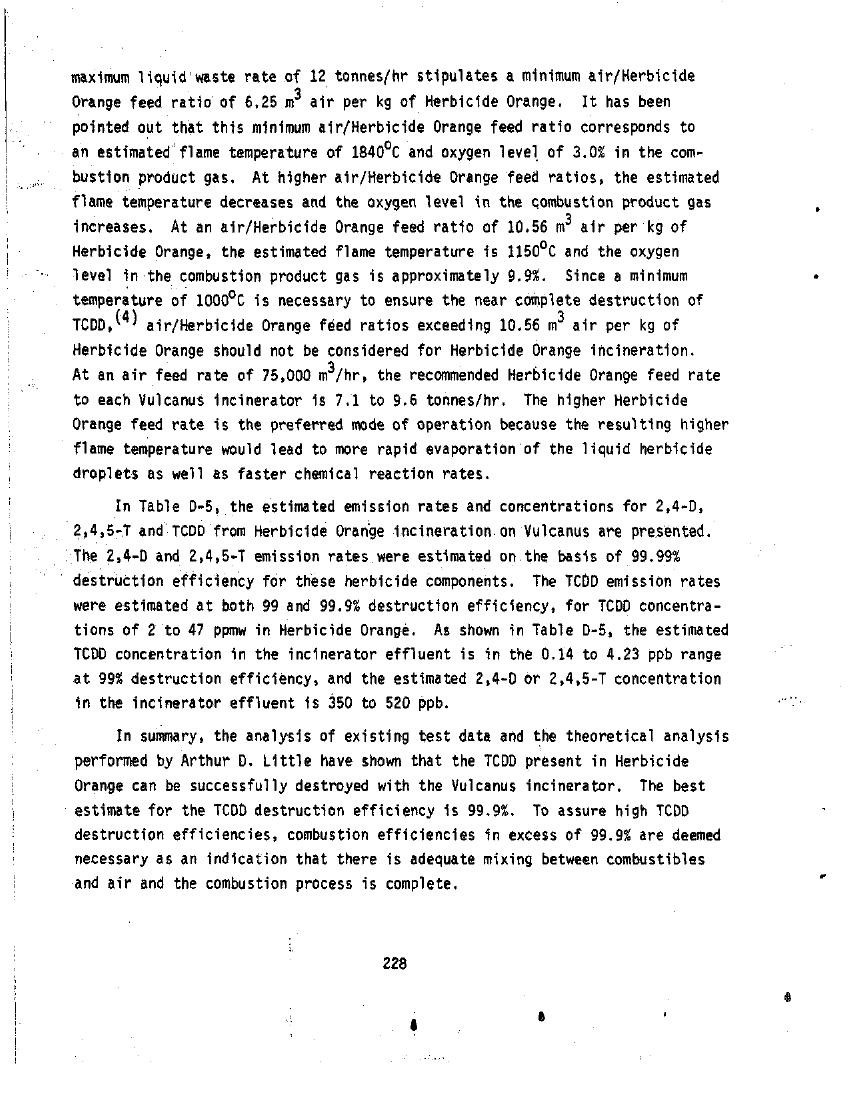 maximum liquid waste rate of 12 tonnes/hr stipulates a minimum air/Herbicide
Orange feed ratio of 6.25 m³ air per kg of Herbicide Orange. It has been
pointed out that this minimum air/Herbicide Orange feed ratio corresponds to
an estimated flame temperature of 1840⁰C and oxygen level of 3.0% in the com-
bustion product gas. At higher air/Herbicide Orange feed ratios, the estimated
flame temperature decreases and the oxygen level in the combustion product gas
increases. At an air/Herbicide Orange feed ratio of 10.56 m³ air per kg of
Herbicide Orange, the estimated flame temperature is 1150⁰C and the oxygen
level in the combustion product gas is approximately 9.9%. Since a minimum
temperature of 1000⁰C is necessary to ensure the near complete destruction of
TCDD,⁽⁴⁾ air/Herbicide Orange feed ratios exceeding 10.56 m³ air per kg of
Herbicide Orange should not be considered for Herbicide Orange incineration.
At an air feed rate of 75,000 m³/hr, the recommended Herbicide Orange feed rate
to each Vulcanus incinerator is 7.1 to 9.6 tonnes/hr. The higher Herbicide
Orange feed rate is the preferred mode of operation because the resulting higher
flame temperature would lead to more rapid evaporation of the liquid herbicide
droplets as well as faster chemical reaction rates.
In Table D-5, the estimated emission rates and concentrations for 2,4-D,
2,4,5-T and TCDD from Herbicide Orange incineration on Vulcanus are presented.
The 2,4-D and 2,4,5-T emission rates were estimated on the basis of 99.99%
destruction efficiency for these herbicide components. The TCDD emission rates
were estimated at both 99 and 99.9% destruction efficiency, for TCDD concentra-
tions of 2 to 47 ppmw in Herbicide Orange. As shown in Table D-5, the estimated
TCDD concentration in the incinerator effluent is in the 0.14 to 4.23 ppb range
at 99% destruction efficiency, and the estimated 2,4-D or 2,4,5-T concentration
in the incinerator effluent is 350 to 520 ppb.
In summary, the analysis of existing test data and the theoretical analysis
performed by Arthur D. Little have shown that the TCDD present in Herbicide
Orange can be successfully destroyed with the Vulcanus incinerator. The best
estimate for the TCDD destruction efficiency is 99.9%. To assure high TCDD
destruction efficiencies, combustion efficiencies in excess of 99.9% are deemed
necessary as an indication that there is adequate mixing between combustibles
and air and the combustion process is complete.
228